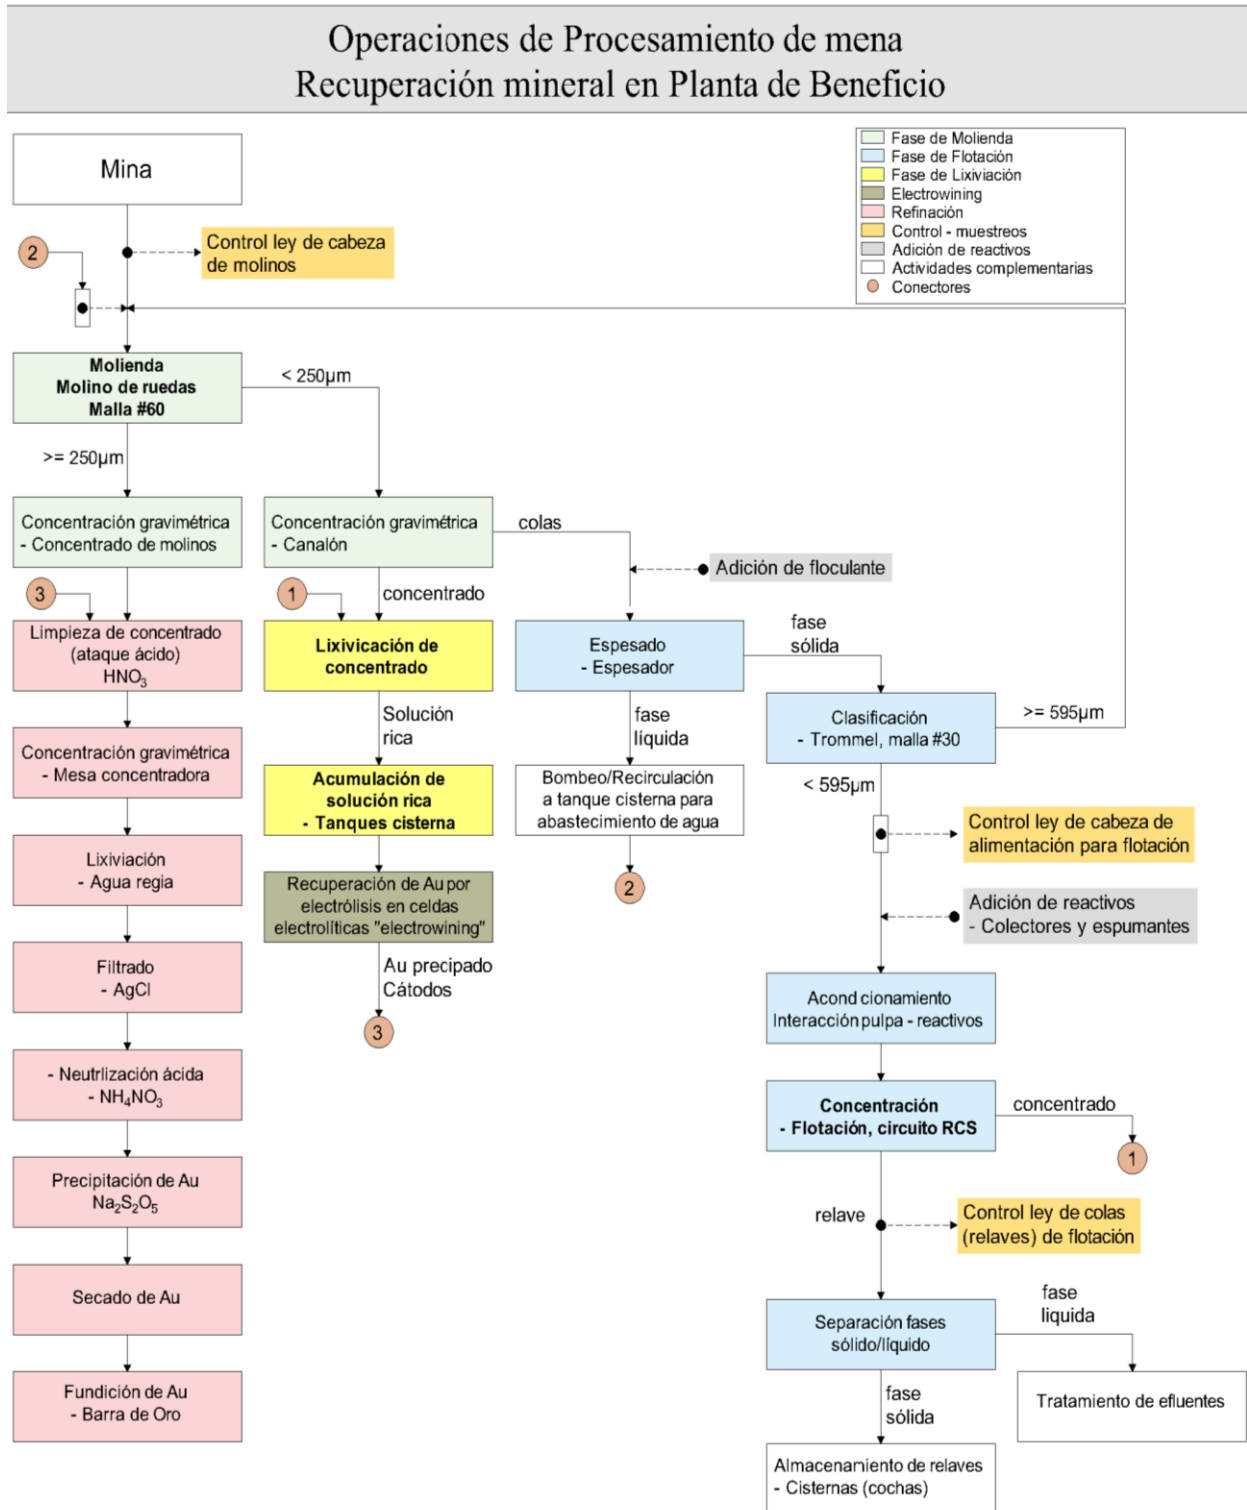 Operaciones de Procesamiento de mena
Recuperación mineral en Planta de Beneficio
Mina
Fase de Molienda
Fase de Flotación
Fase de Lixiviación
Electrowining
Refinación
Control - muestreos
Adición de reactivos
Actividades complementarias
Conectores
2
Control ley de cabeza
de molinos
Molienda
Molino de ruedas
Malla #60
< 250µm
>= 250µm
Concentración gravimétrica
- Concentrado de molinos
Concentración gravimétrica
- Canalón
colas
Adición de floculante
3
1
concentrado
Limpieza de concentrado
(ataque ácido)
HNO₃
Lixivicación de
concentrado
Espesado
- Espesador
fase
sólida
Solución
rica
fase
líquida
Clasificación
- Trommel, malla #30
>= 595µm
< 595µm
Concentración gravimétrica
- Mesa concentradora
Acumulación de
solución rica
- Tanques cisterna
Bombeo/Recirculación
a tanque cisterna para
abastecimiento de agua
Control ley de cabeza de
alimentación para flotación
Lixiviación
- Agua regia
Recuperación de Au por
electrólisis en celdas
electrolíticas "electrowining"
2
Adición de reactivos
- Colectores y espumantes
Filtrado
- AgCl
Au precipado
Cátodos
3
Acond cionamiento
Interacción pulpa - reactivos
- Neutrlización ácida
- NH₄NO₃
Concentración
- Flotación, circuito RCS
concentrado
1
Precipitación de Au
Na₂S₂O₅
relave
Control ley de colas
(relaves) de flotación
Secado de Au
Separación fases
sólido/líquido
fase
liquida
Fundición de Au
- Barra de Oro
fase
sólida
Tratamiento de efluentes
Almacenamiento de relaves
- Cisternas (cochas)